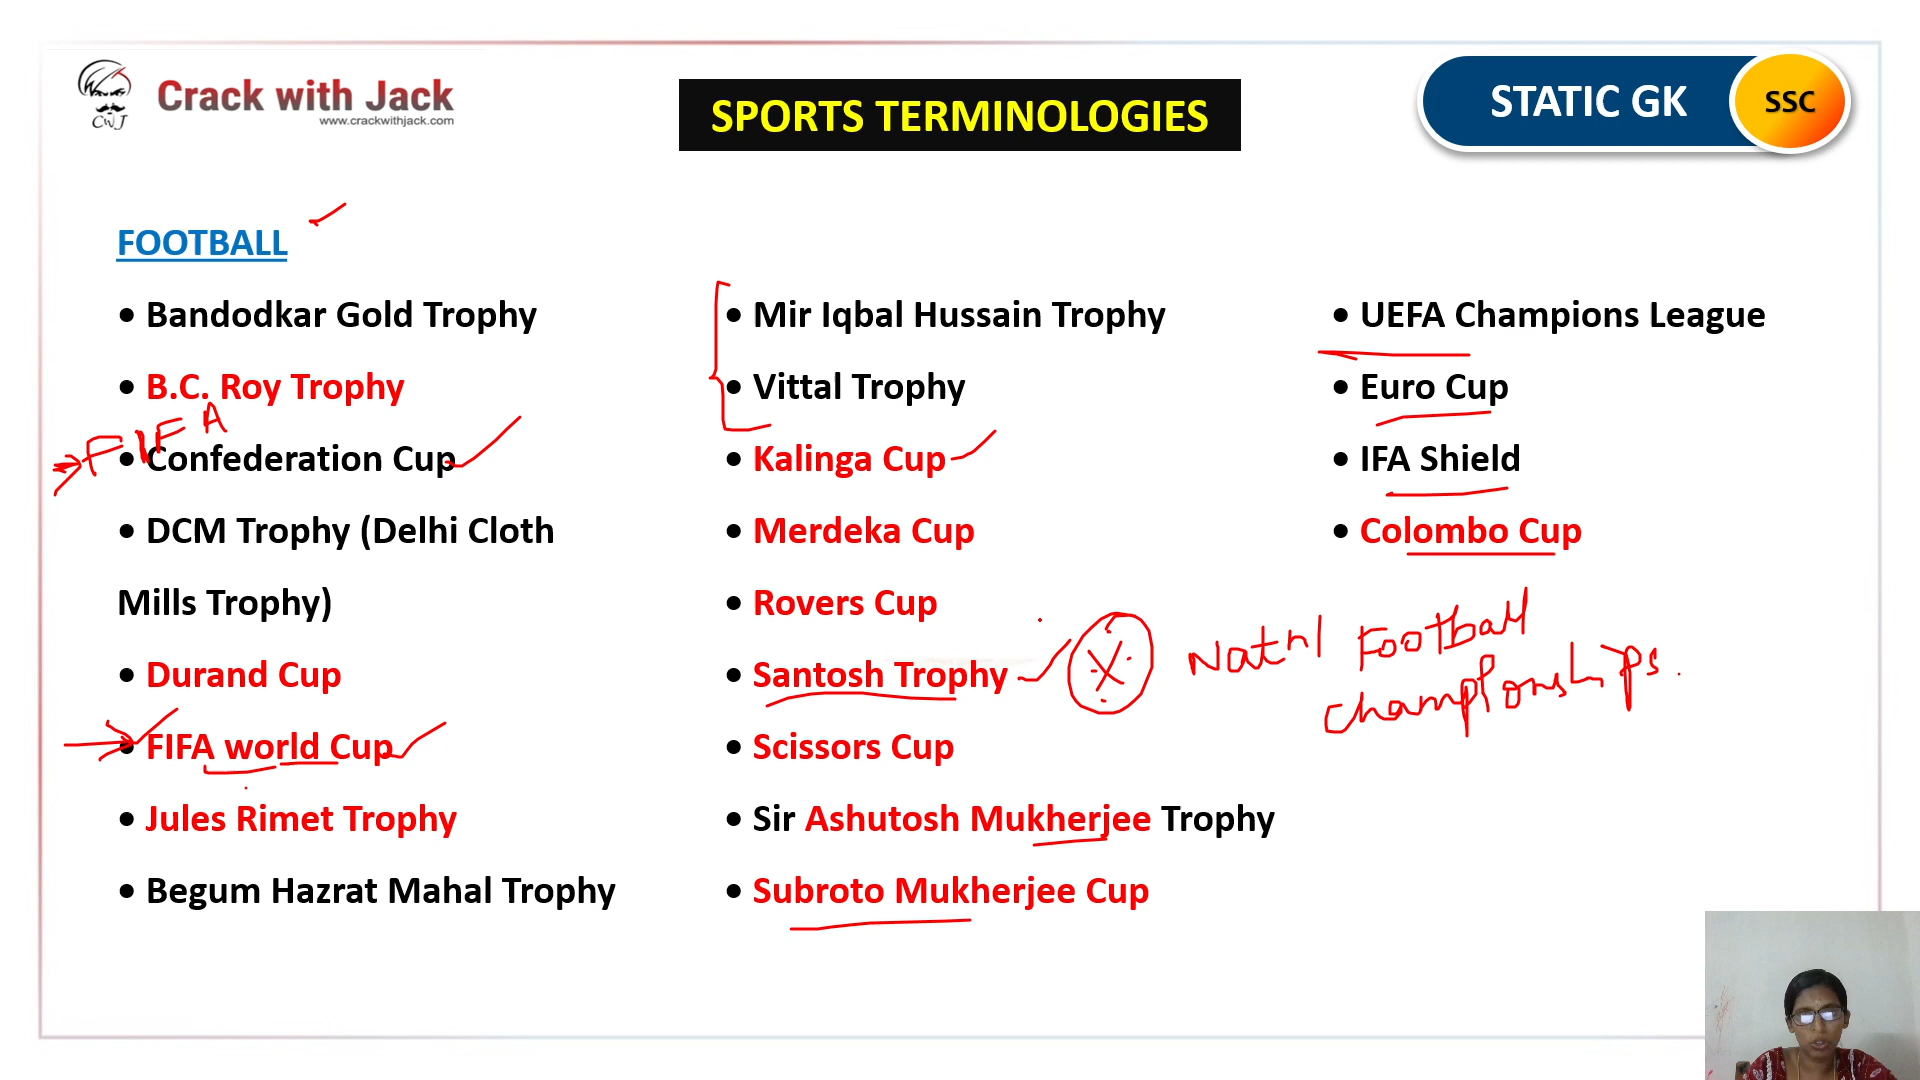 Crack with Jack
www.crackwithjack.com
CWJ
SPORTS TERMINOLOGIES
STATIC GK
SSC
FOOTBALL
• Bandodkar Gold Trophy
• B.C. Roy Trophy
FIFA
• Confederation Cup
• DCM Trophy (Delhi Cloth
Mills Trophy)
• Durand Cup
• FIFA world Cup
• Jules Rimet Trophy
• Begum Hazrat Mahal Trophy
• Mir Iqbal Hussain Trophy
• Vittal Trophy
• Kalinga Cup
• Merdeka Cup
• Rovers Cup
• Santosh Trophy
X Natnl Football
championships.
• Scissors Cup
• Sir Ashutosh Mukherjee Trophy
• Subroto Mukherjee Cup
• UEFA Champions League
• Euro Cup
• IFA Shield
• Colombo Cup